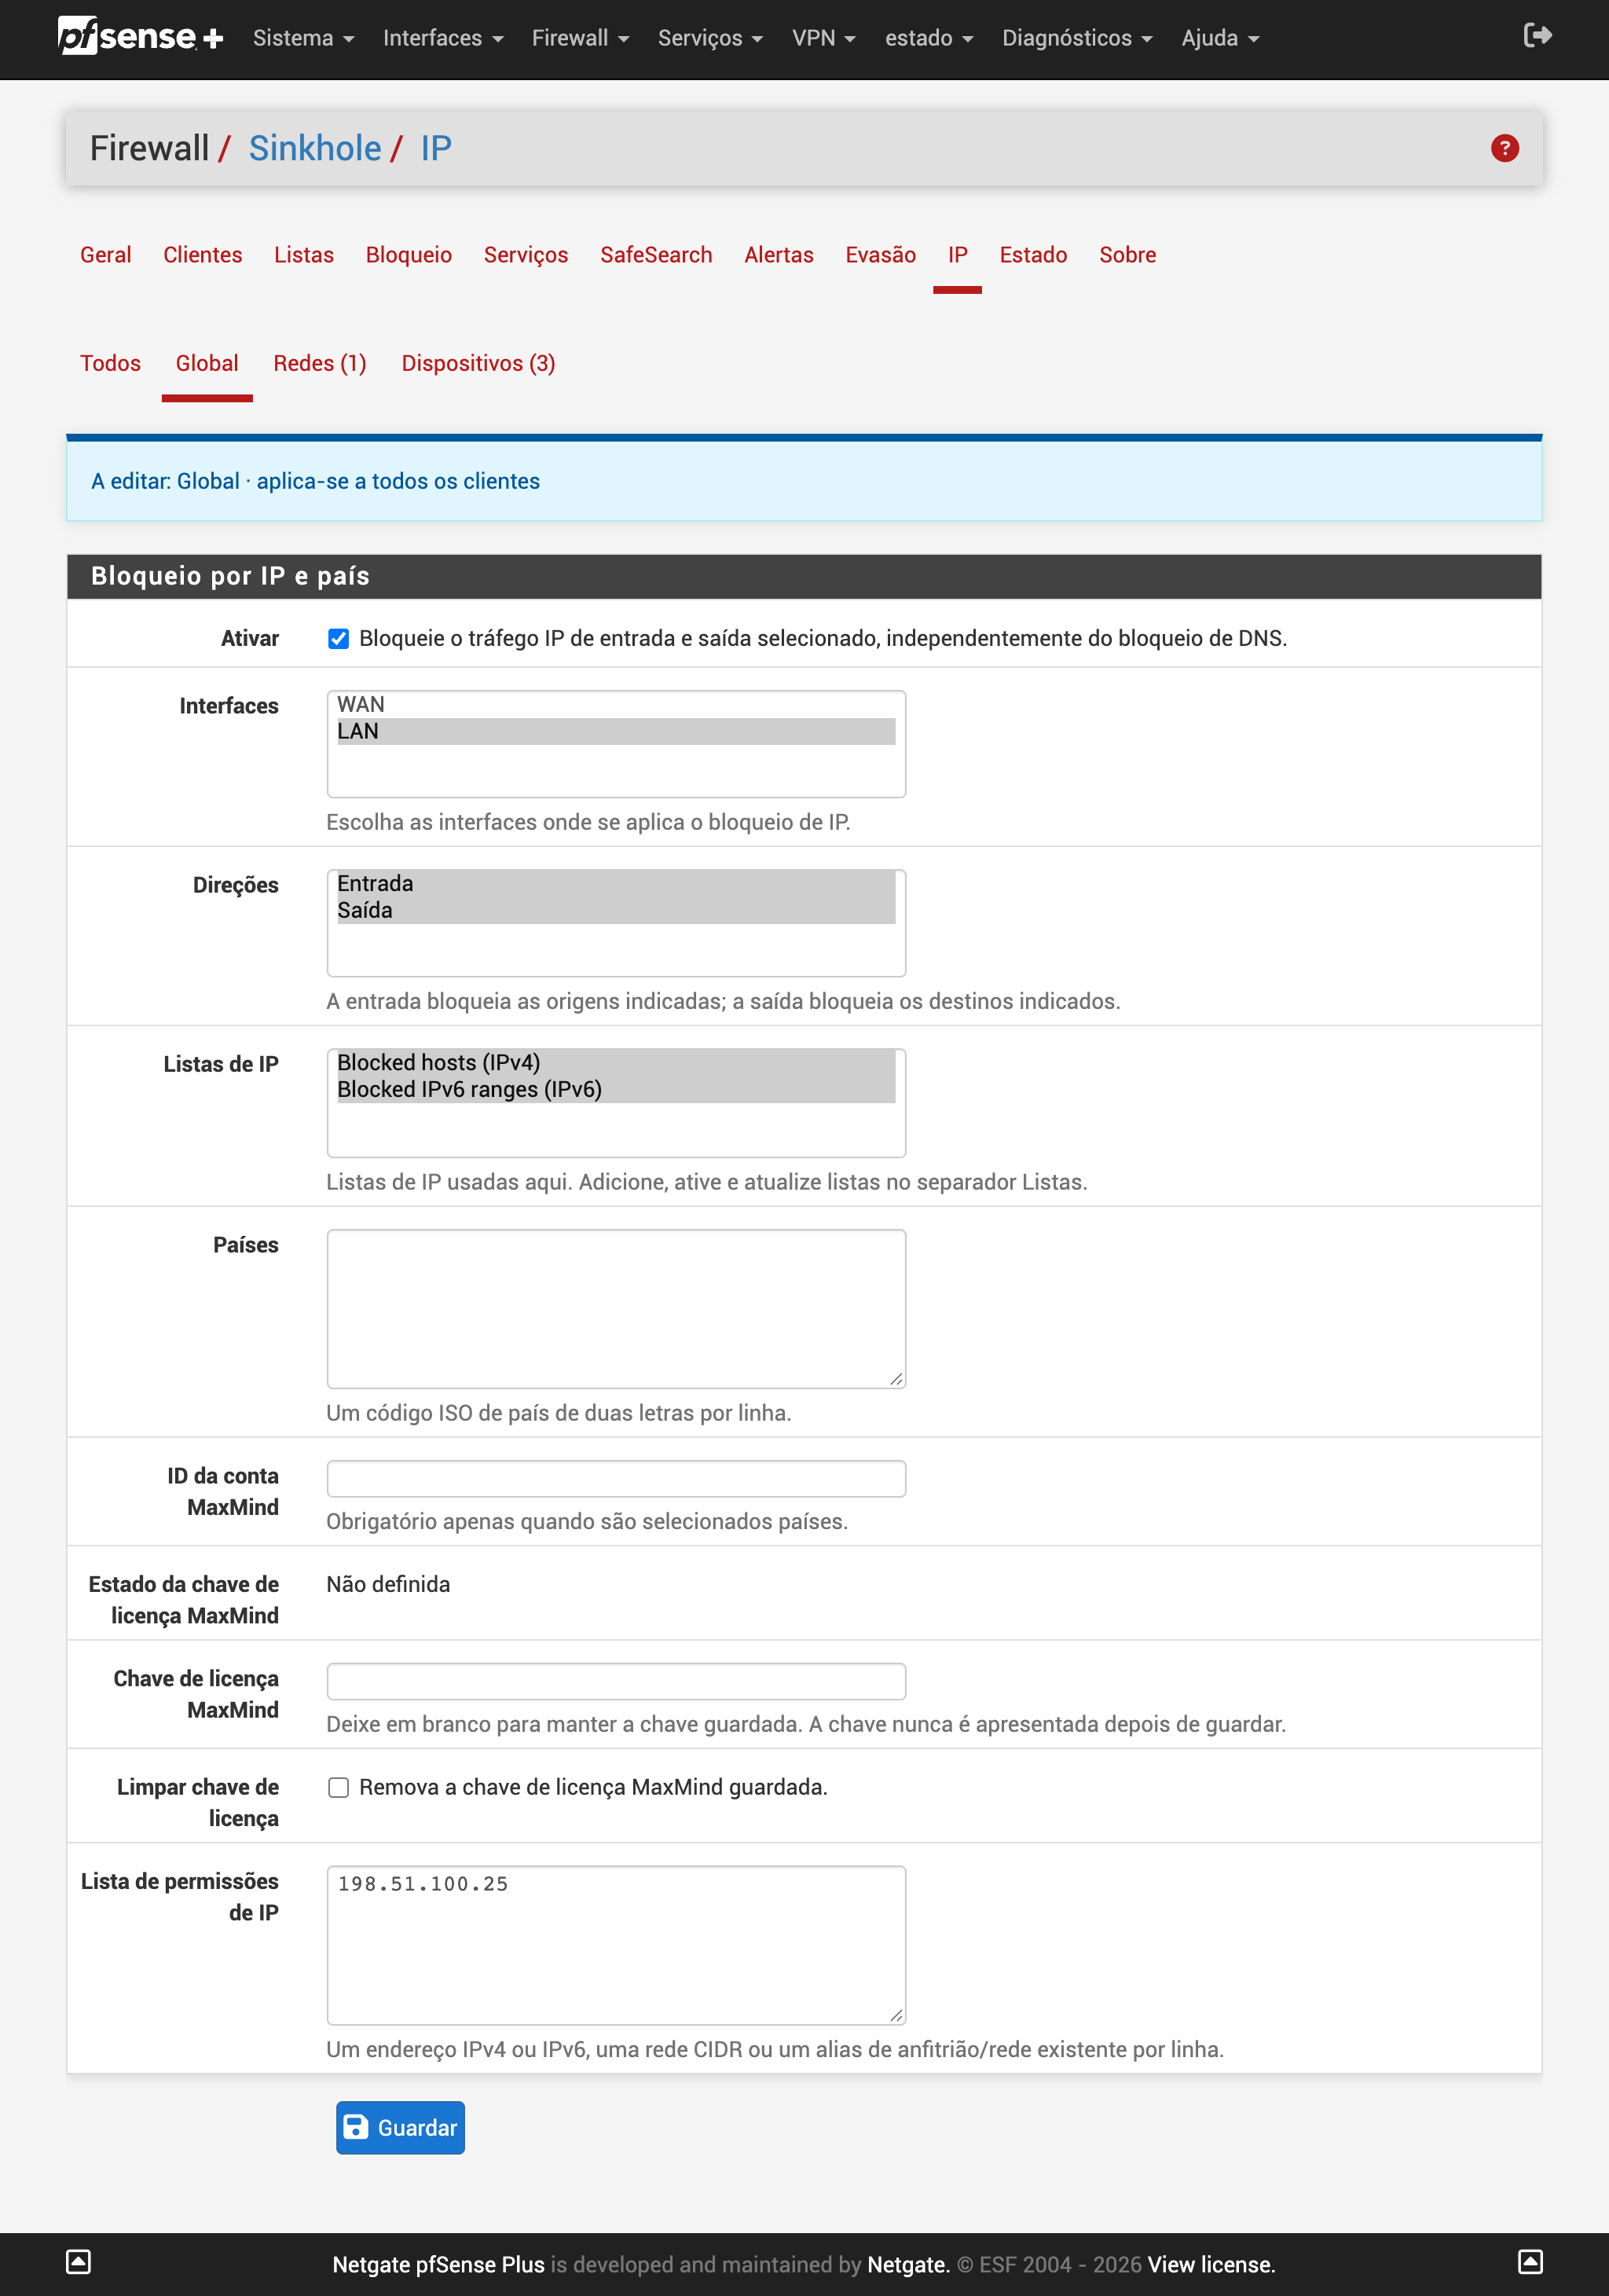 pfsense+ Sistema Interfaces Firewall Serviços VPN estado Diagnósticos Ajuda
Firewall / Sinkhole / IP
Geral Clientes Listas Bloqueio Serviços SafeSearch Alertas Evasão IP Estado Sobre
Todos Global Redes (1) Dispositivos (3)
A editar: Global · aplica-se a todos os clientes
Bloqueio por IP e país
Ativar Bloqueie o tráfego IP de entrada e saída selecionado, independentemente do bloqueio de DNS.
Interfaces WAN
LAN
Escolha as interfaces onde se aplica o bloqueio de IP.
Direções Entrada
Saída
A entrada bloqueia as origens indicadas; a saída bloqueia os destinos indicados.
Listas de IP Blocked hosts (IPv4)
Blocked IPv6 ranges (IPv6)
Listas de IP usadas aqui. Adicione, ative e atualize listas no separador Listas.
Países
Um código ISO de país de duas letras por linha.
ID da conta
MaxMind
Obrigatório apenas quando são selecionados países.
Estado da chave de Não definida
licença MaxMind
Chave de licença
MaxMind
Deixe em branco para manter a chave guardada. A chave nunca é apresentada depois de guardar.
Limpar chave de Remova a chave de licença MaxMind guardada.
licença
Lista de permissões 198.51.100.25
de IP
Um endereço IPv4 ou IPv6, uma rede CIDR ou um alias de anfitrião/rede existente por linha.
Guardar
Netgate pfSense Plus is developed and maintained by Netgate. © ESF 2004 - 2026 View license.